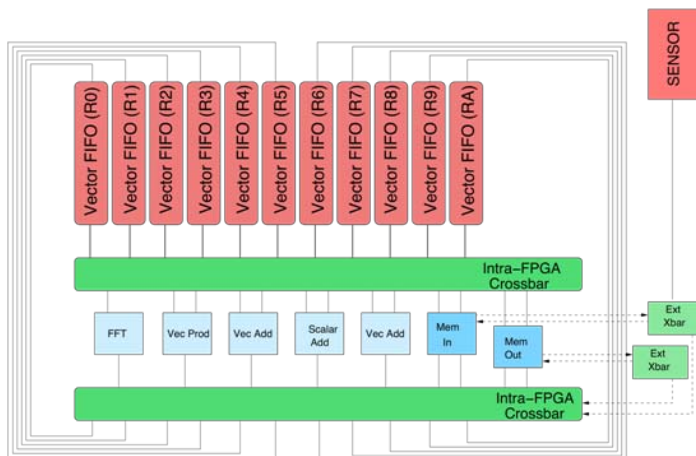 SENSOR
Vector FIFO (R0)
Vector FIFO (R1)
Vector FIFO (R2)
Vector FIFO (R3)
Vector FIFO (R4)
Vector FIFO (R5)
Vector FIFO (R6)
Vector FIFO (R7)
Vector FIFO (R8)
Vector FIFO (R9)
Vector FIFO (RA)
Intra-FPGA
Crossbar
FFT
Vec Prod
Vec Add
Scalar
Add
Vec Add
Mem
In
Mem
Out
Ext
Xbar
Ext
Xbar
Intra-FPGA
Crossbar